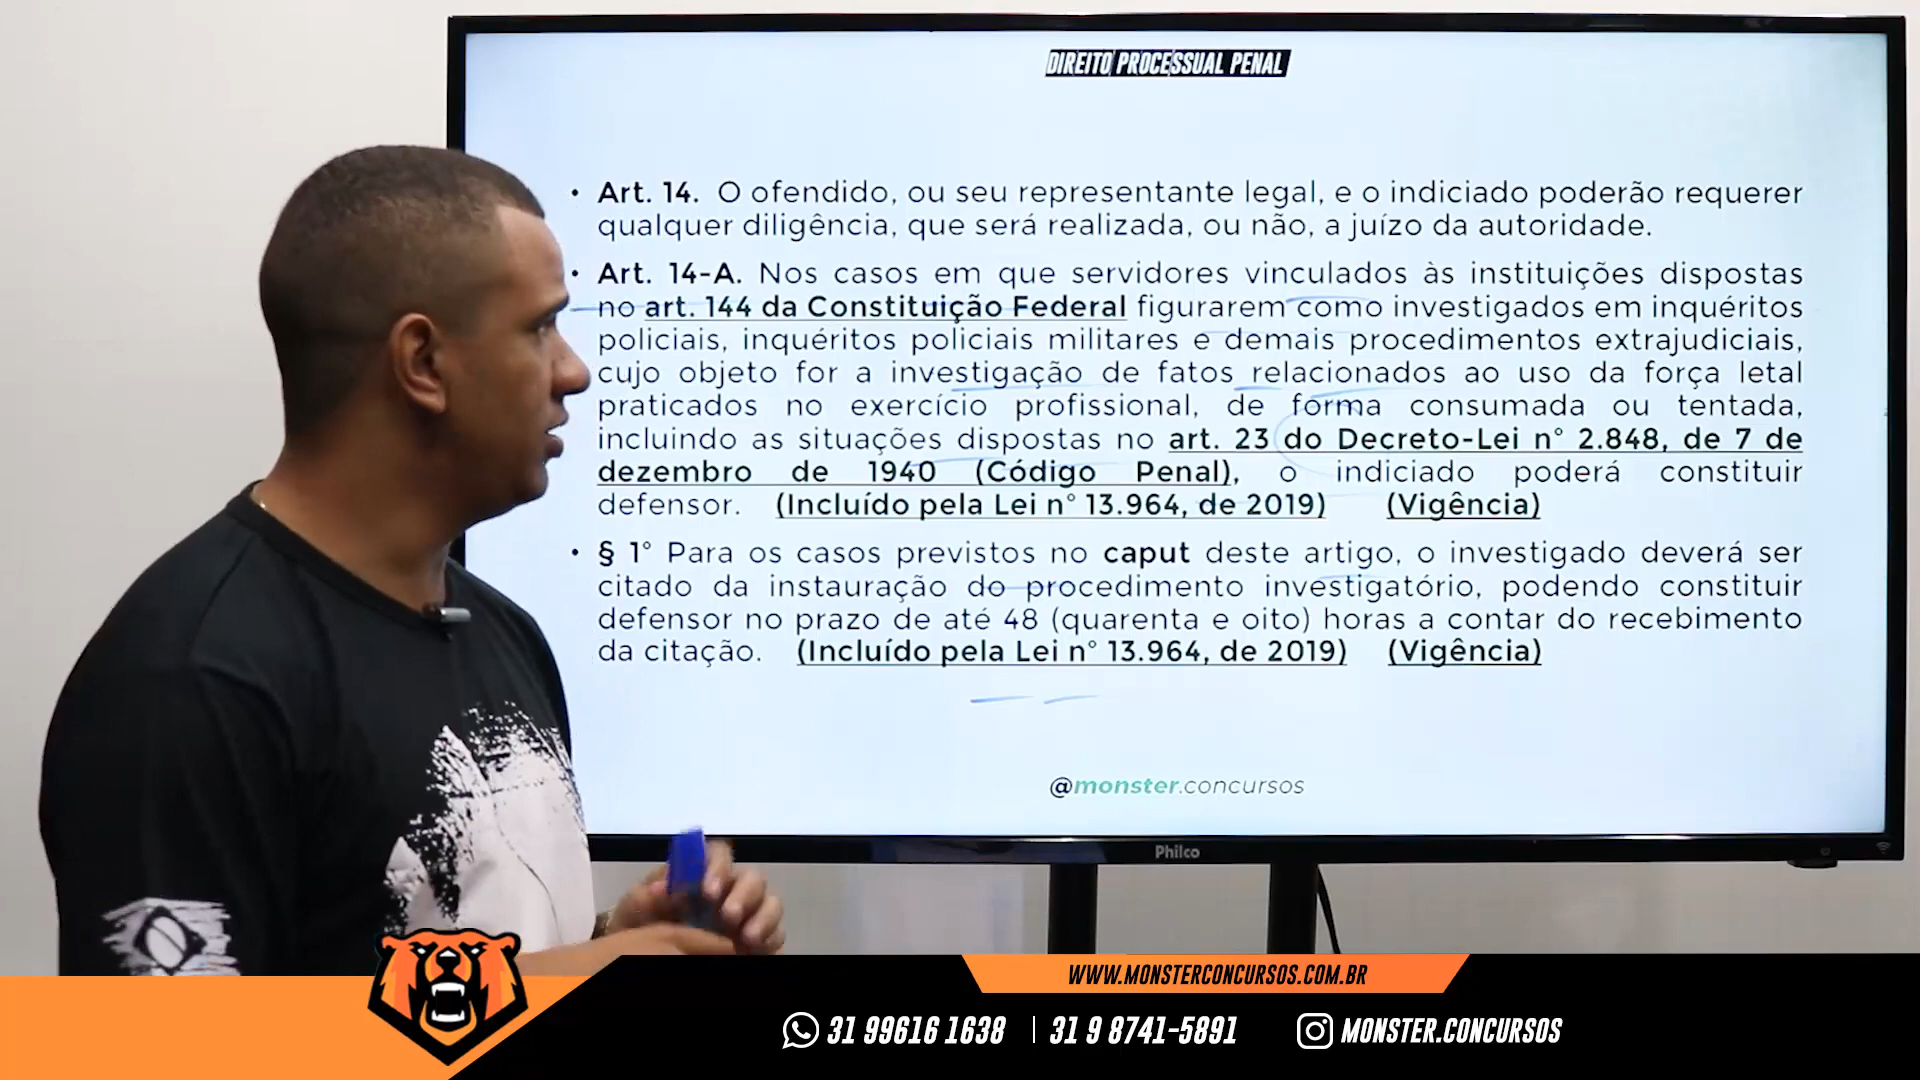 DIREITO PROCESSUAL PENAL
• Art. 14. O ofendido, ou seu representante legal, e o indiciado poderão requerer
qualquer diligência, que será realizada, ou não, a juízo da autoridade.
• Art. 14-A. Nos casos em que servidores vinculados às instituições dispostas
no art. 144 da Constituição Federal figurarem como investigados em inquéritos
policiais, inquéritos policiais militares e demais procedimentos extrajudiciais,
cujo objeto for a investigação de fatos relacionados ao uso da força letal
praticados no exercício profissional, de forma consumada ou tentada,
incluindo as situações dispostas no art. 23 do Decreto-Lei n° 2.848, de 7 de
dezembro de 1940 (Código Penal), o indiciado poderá constituir
defensor. (Incluído pela Lei n° 13.964, de 2019) (Vigência)
• § 1° Para os casos previstos no caput deste artigo, o investigado deverá ser
citado da instauração do procedimento investigatório, podendo constituir
defensor no prazo de até 48 (quarenta e oito) horas a contar do recebimento
da citação. (Incluído pela Lei n° 13.964, de 2019) (Vigência)
@monster.concursos
Philco
WWW.MONSTERCONCURSOS.COM.BR
31 99616 1638 | 31 9 8741-5891 MONSTER.CONCURSOS